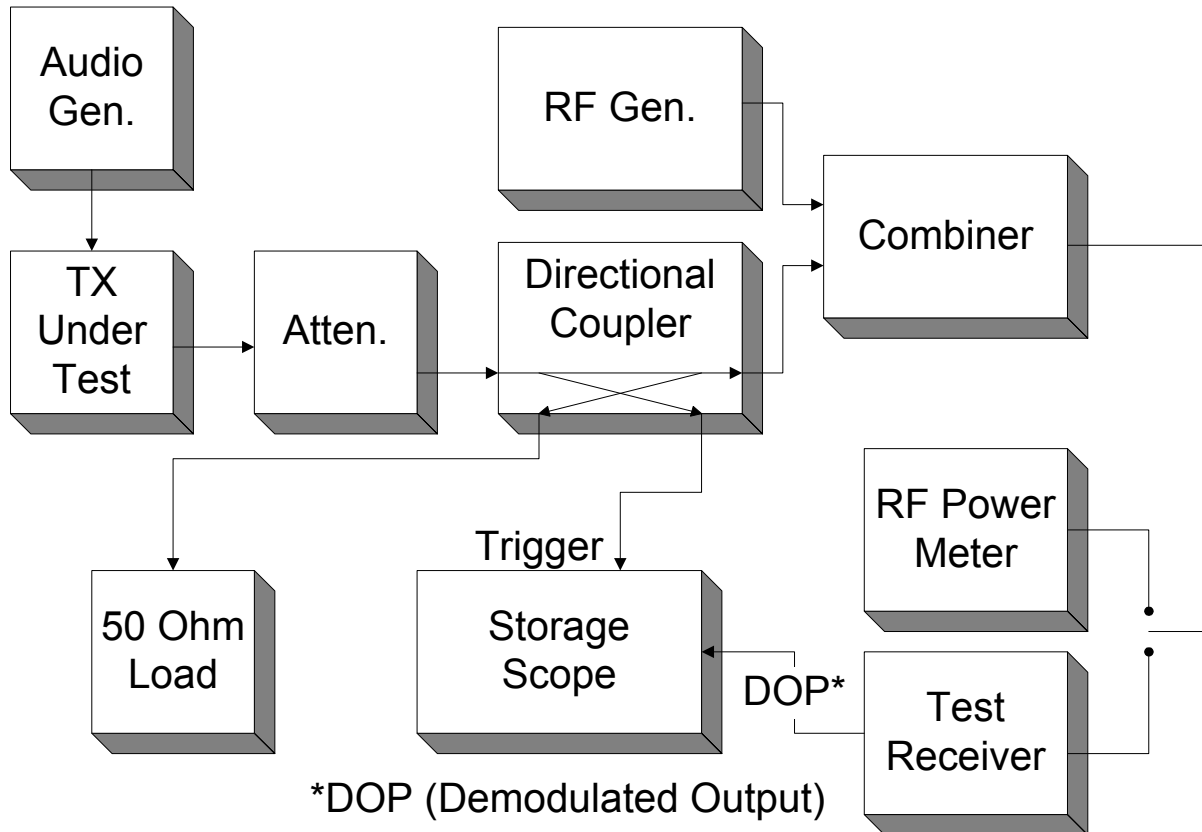 Audio
Gen.
RF Gen.
Combiner
TX
Under
Test
Atten.
Directional
Coupler
RF Power
Meter
Trigger
50 Ohm
Load
Storage
Scope
DOP*
Test
Receiver
*DOP (Demodulated Output)